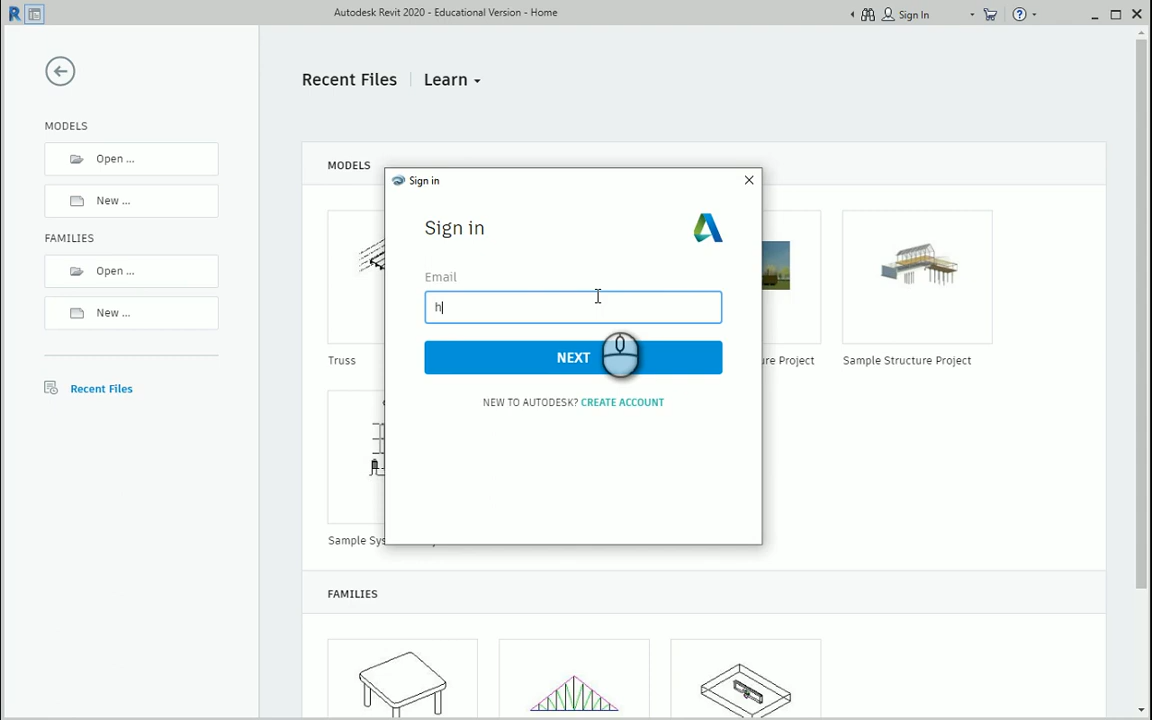 Autodesk Revit 2020 - Educational Version - Home
Sign In
Recent Files
Learn
MODELS
Open ...
New ...
FAMILIES
Open ...
New ...
Recent Files
MODELS
Truss
Sample Structure Project
FAMILIES
Sign in
Sign in
Email
h
NEXT
NEW TO AUTODESK? CREATE ACCOUNT